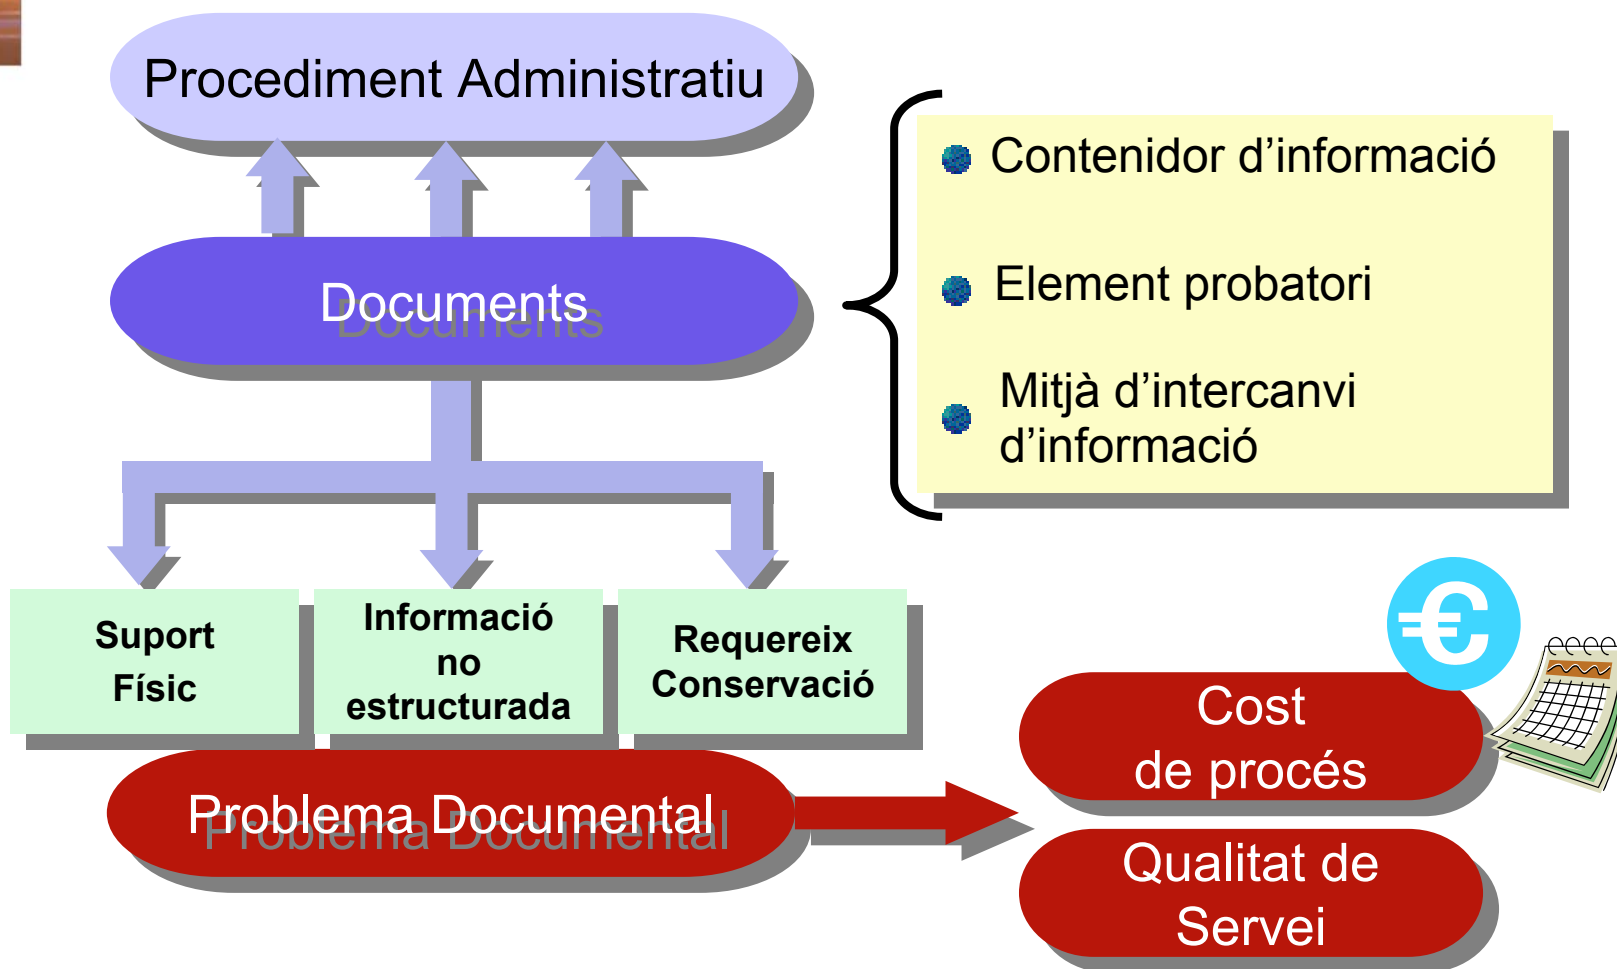 Procediment Administratiu
Documents
Contenidor d’informació
Element probatori
Mitjà d’intercanvi
d’informació
Suport
Físic
Informació
no
estructurada
Requereix
Conservació
Problema Documental
€
Cost
de procés
Qualitat de
Servei